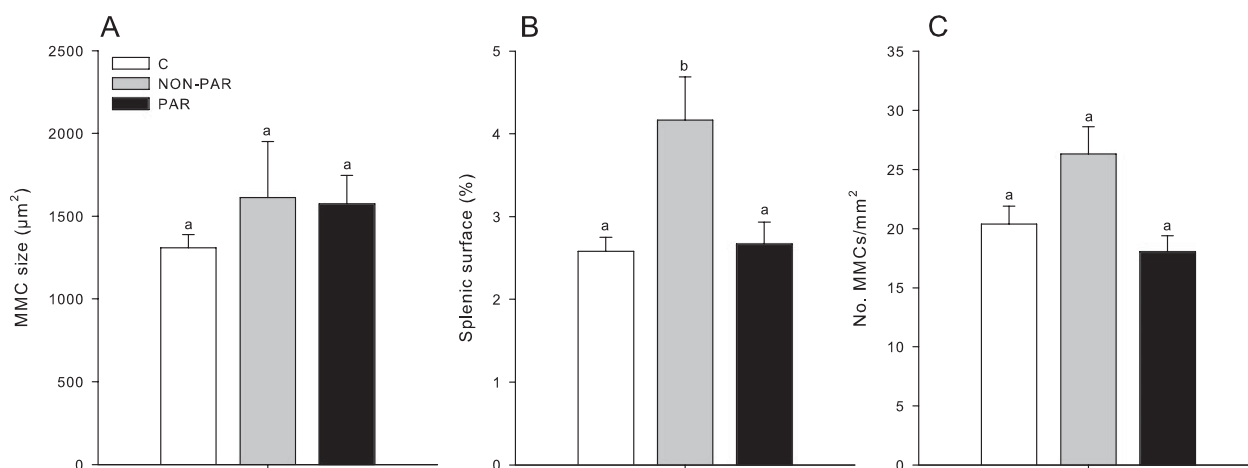 A
MMC size (µm²)
2500
2000
1500
1000
500
0
C
NON-PAR
PAR
a
a
a
B
Splenic surface (%)
5
4
3
2
1
0
a
b
a
C
No. MMCs/mm²
35
30
25
20
15
10
5
0
a
a
a